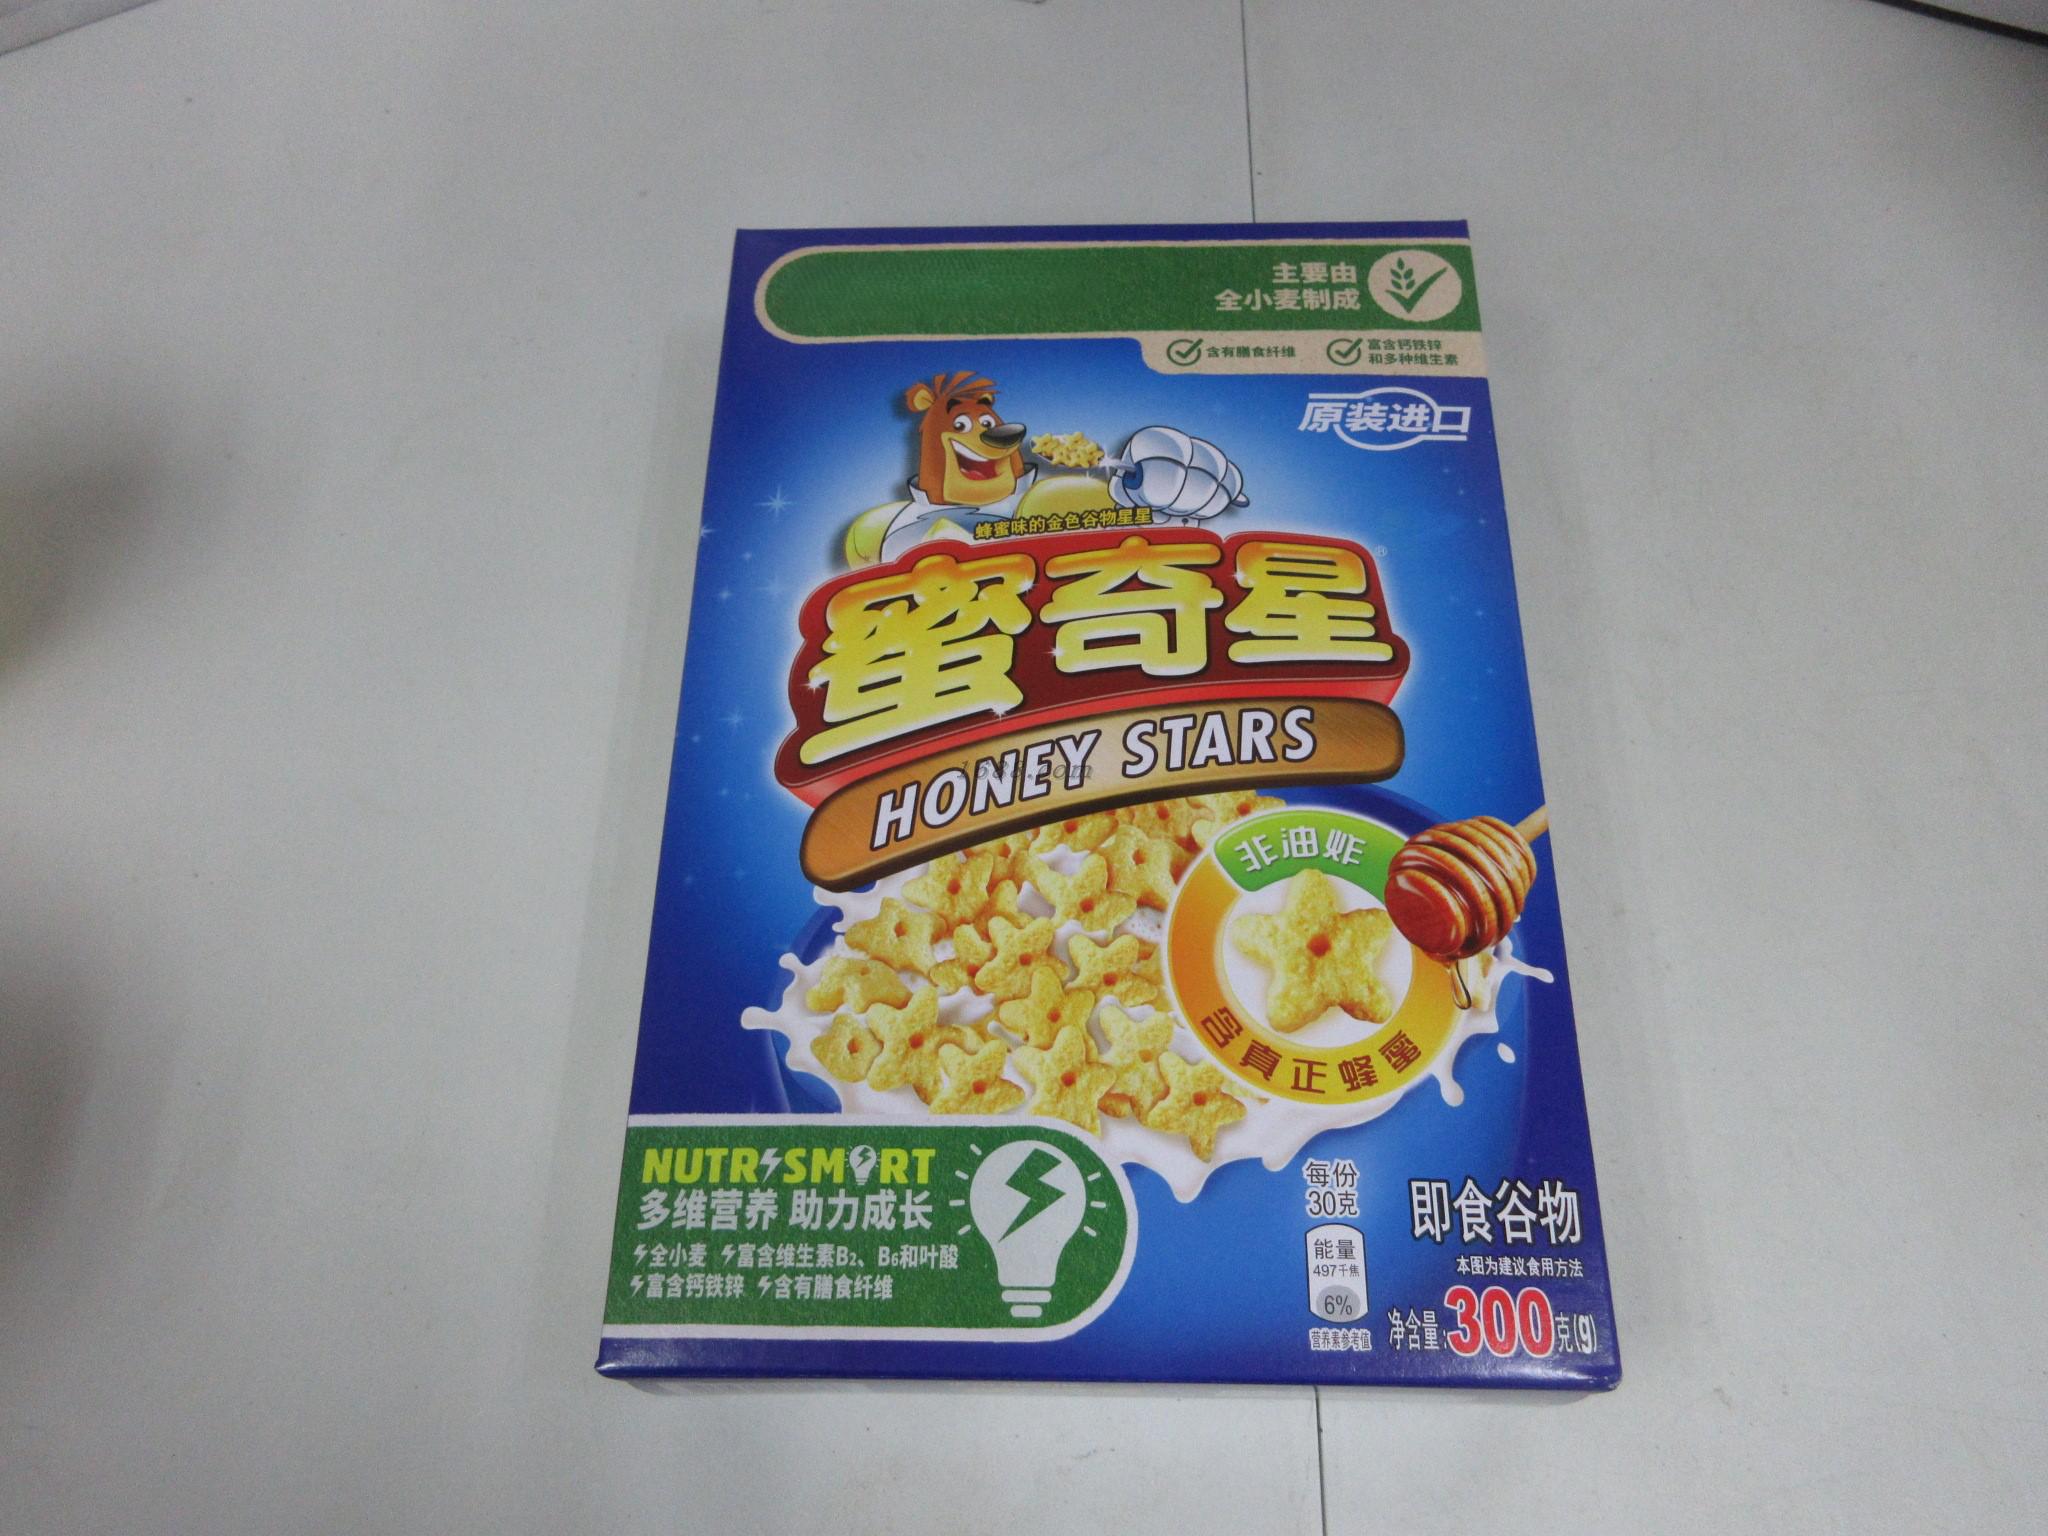 主要由
全小麦制成
含有膳食纤维
富含钙铁锌
和多种维生素
原装进口
蜂蜜味的金色谷物星星
蜜奇星®
HONEY STARS
1688.com
非油炸
含真正蜂蜜
NUTRSMRT
多维营养 助力成长
全小麦 富含维生素B2、B6和叶酸
富含钙铁锌 含有膳食纤维
每份
30克
能量
497千焦
6%
营养素参考值
即食谷物
本图为建议食用方法
净含量:300克(g)